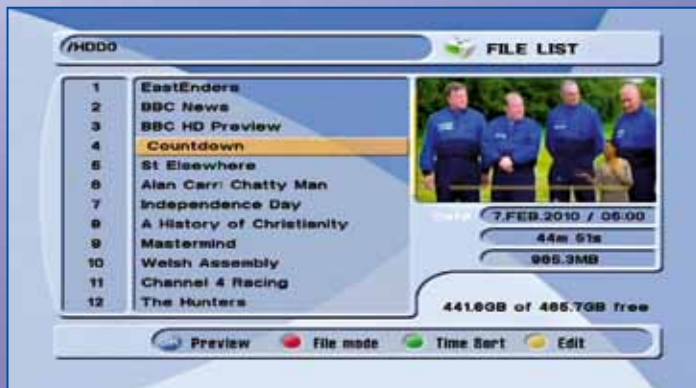 /HDD0
FILE LIST
1 EastEnders
2 BBC News
3 BBC HD Preview
4 Countdown
5 St Elsewhere
6 Alan Carr: Chatty Man
7 Independence Day
8 A History of Christianity
9 Mastermind
10 Welsh Assembly
11 Channel 4 Racing
12 The Hunters
7.FEB.2010 / 05:00
44m 51s
965.3MB
441.6GB of 465.7GB free
Preview File mode Time Sort Edit